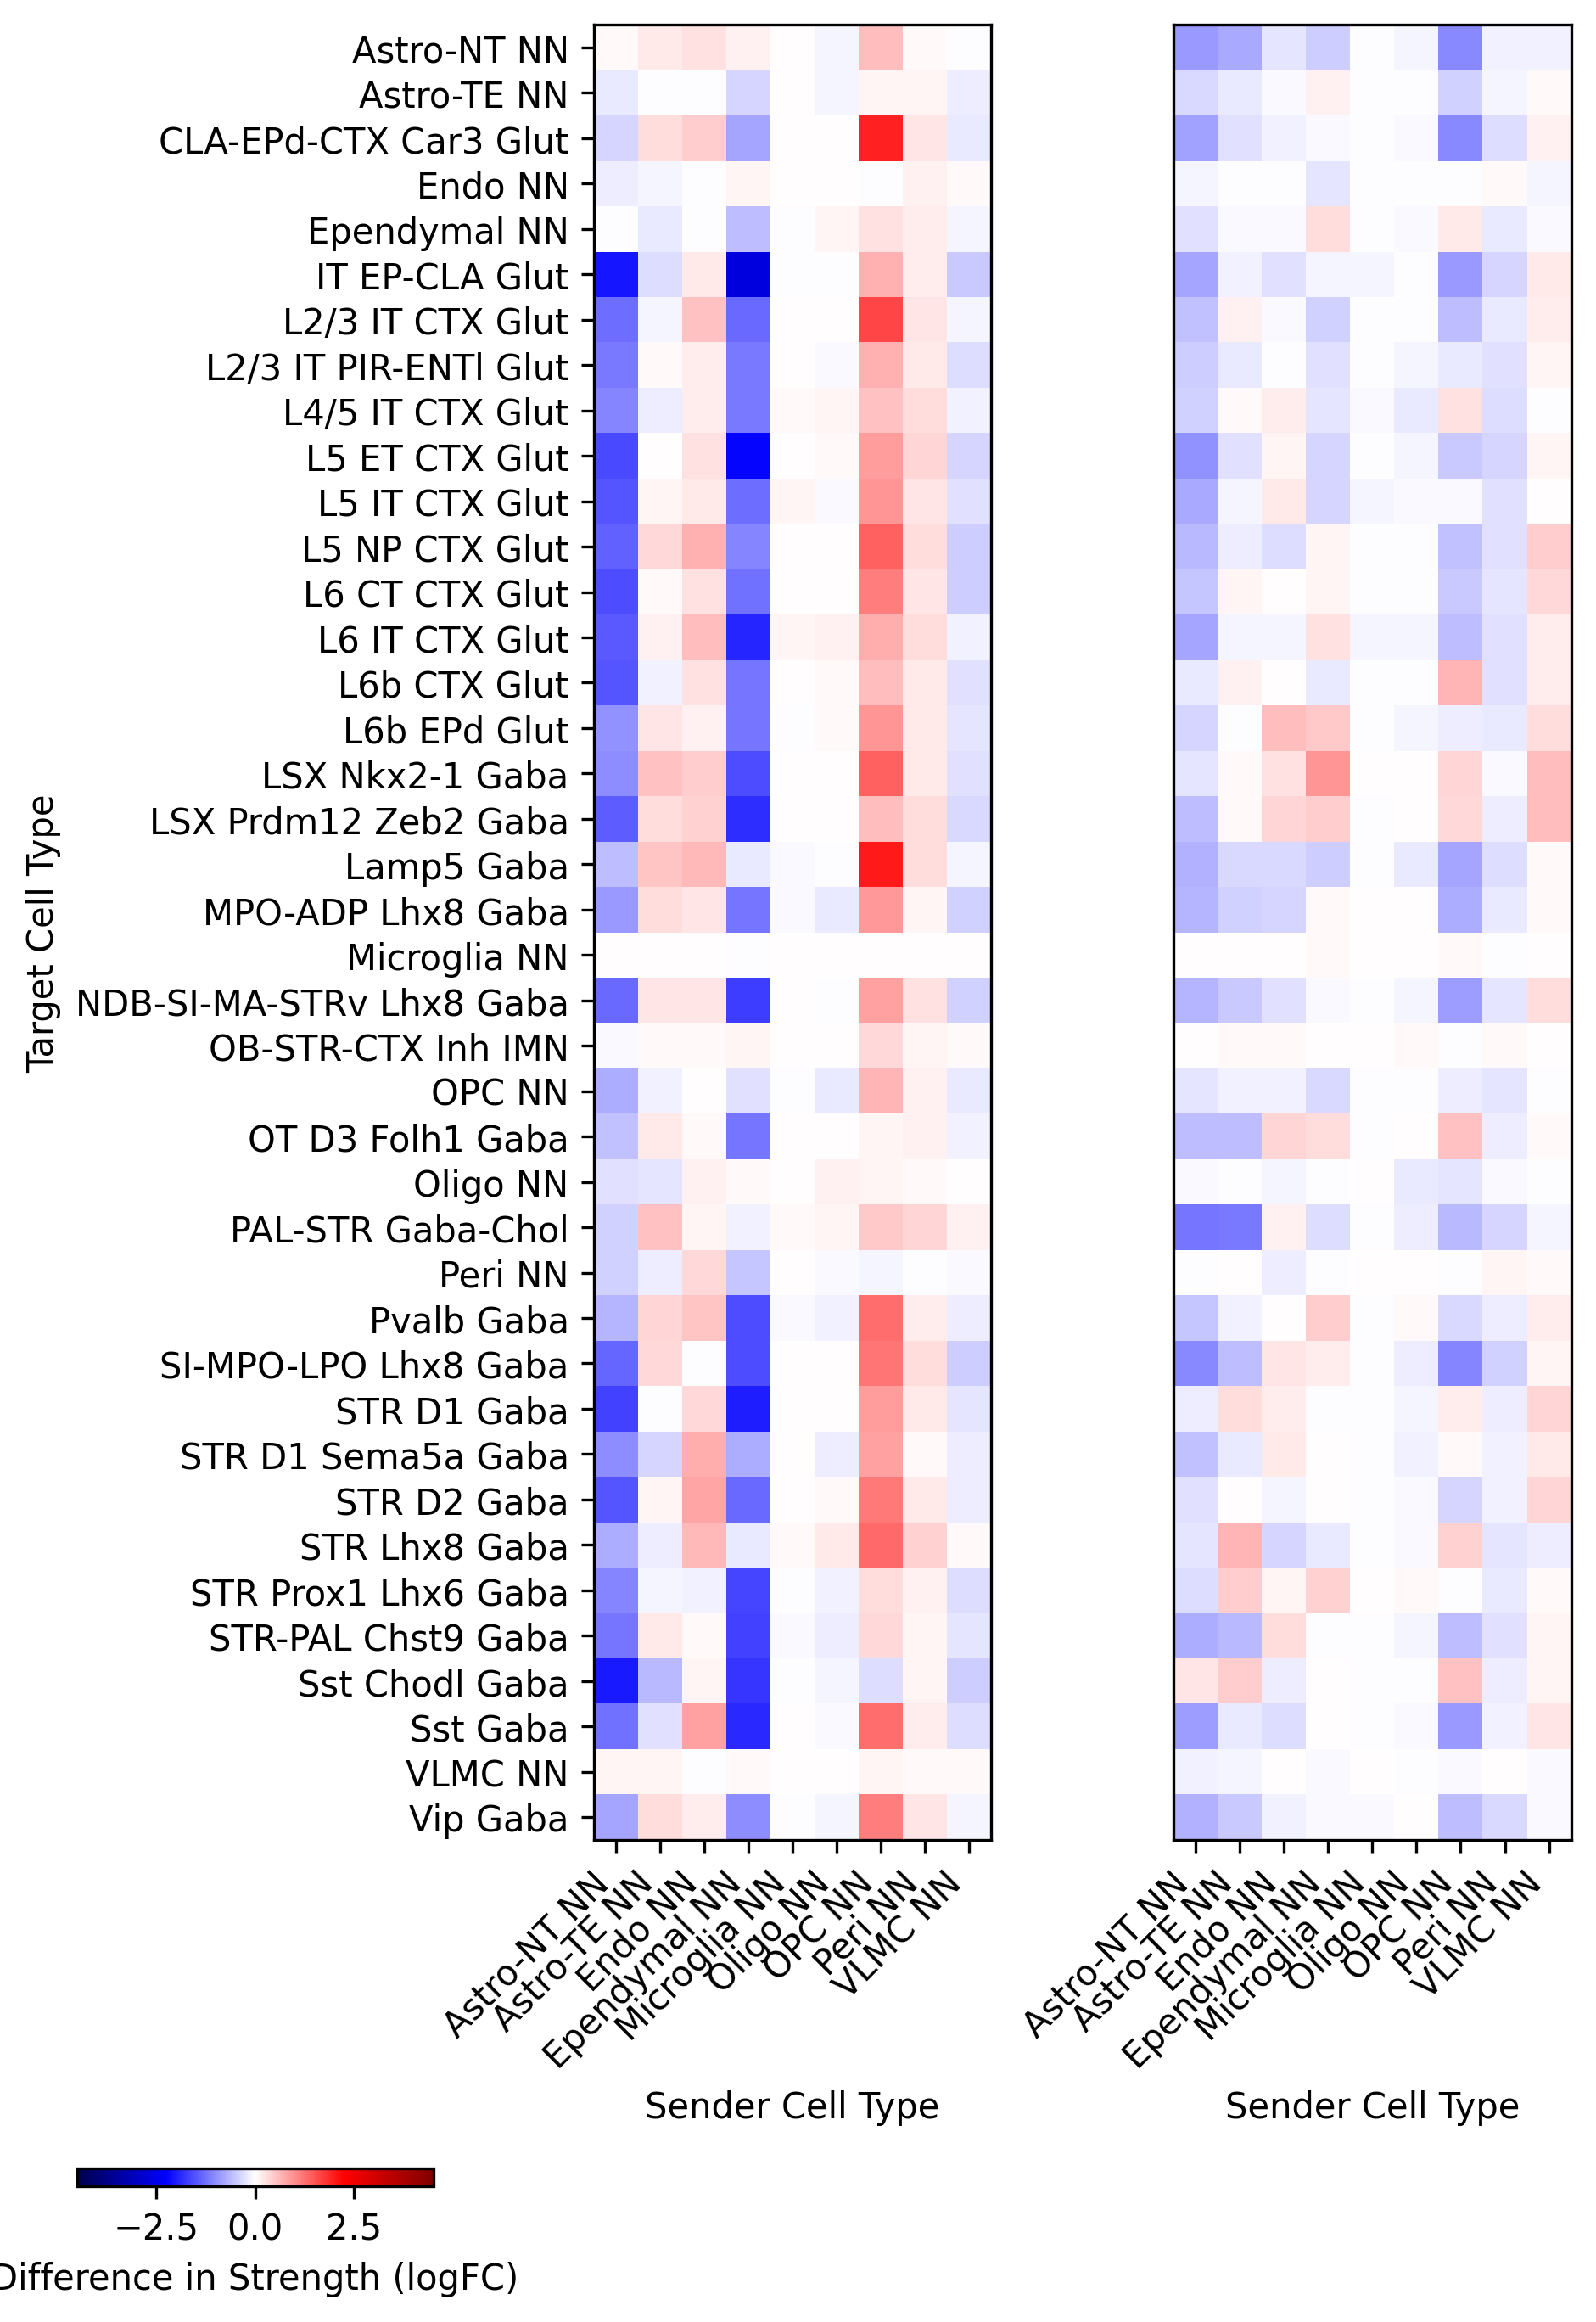 Target Cell Type
Astro-NT NN
Astro-TE NN
CLA-EPd-CTX Car3 Glut
Endo NN
Ependymal NN
IT EP-CLA Glut
L2/3 IT CTX Glut
L2/3 IT PIR-ENTl Glut
L4/5 IT CTX Glut
L5 ET CTX Glut
L5 IT CTX Glut
L5 NP CTX Glut
L6 CT CTX Glut
L6 IT CTX Glut
L6b CTX Glut
L6b EPd Glut
LSX Nkx2-1 Gaba
LSX Prdm12 Zeb2 Gaba
Lamp5 Gaba
MPO-ADP Lhx8 Gaba
Microglia NN
NDB-SI-MA-STRv Lhx8 Gaba
OB-STR-CTX Inh IMN
OPC NN
OT D3 Folh1 Gaba
Oligo NN
PAL-STR Gaba-Chol
Peri NN
Pvalb Gaba
SI-MPO-LPO Lhx8 Gaba
STR D1 Gaba
STR D1 Sema5a Gaba
STR D2 Gaba
STR Lhx8 Gaba
STR Prox1 Lhx6 Gaba
STR-PAL Chst9 Gaba
Sst Chodl Gaba
Sst Gaba
VLMC NN
Vip Gaba
Astro-NT NN
Astro-TE NN
Endo NN
Ependymal NN
Microglia NN
Oligo NN
OPC NN
Peri NN
VLMC NN
Sender Cell Type
Astro-NT NN
Astro-TE NN
Endo NN
Ependymal NN
Microglia NN
Oligo NN
OPC NN
Peri NN
VLMC NN
Sender Cell Type
−2.5 0.0 2.5
Difference in Strength (logFC)